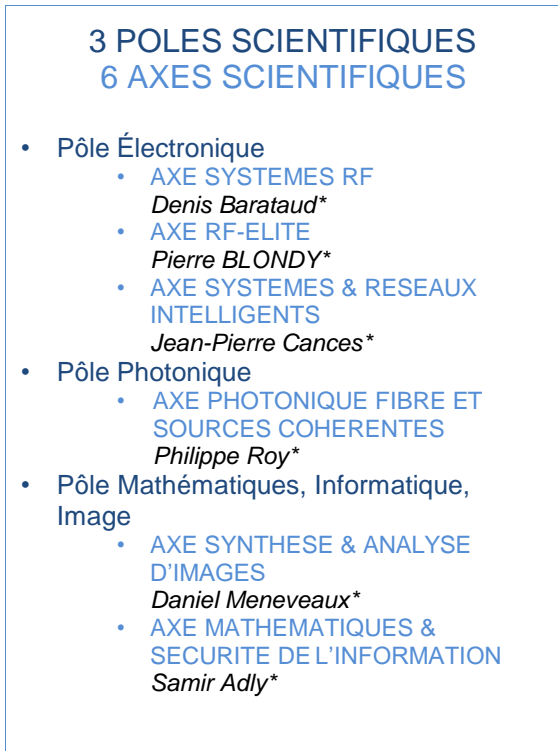 3 POLES SCIENTIFIQUES
6 AXES SCIENTIFIQUES
• Pôle Électronique
• AXE SYSTEMES RF
Denis Barataud*
• AXE RF-ELITE
Pierre BLONDY*
• AXE SYSTEMES & RESEAUX
INTELLIGENTS
Jean-Pierre Cances*
• Pôle Photonique
• AXE PHOTONIQUE FIBRE ET
SOURCES COHERENTES
Philippe Roy*
• Pôle Mathématiques, Informatique,
Image
• AXE SYNTHESE & ANALYSE
D'IMAGES
Daniel Meneveaux*
• AXE MATHEMATIQUES &
SECURITE DE L'INFORMATION
Samir Adly*